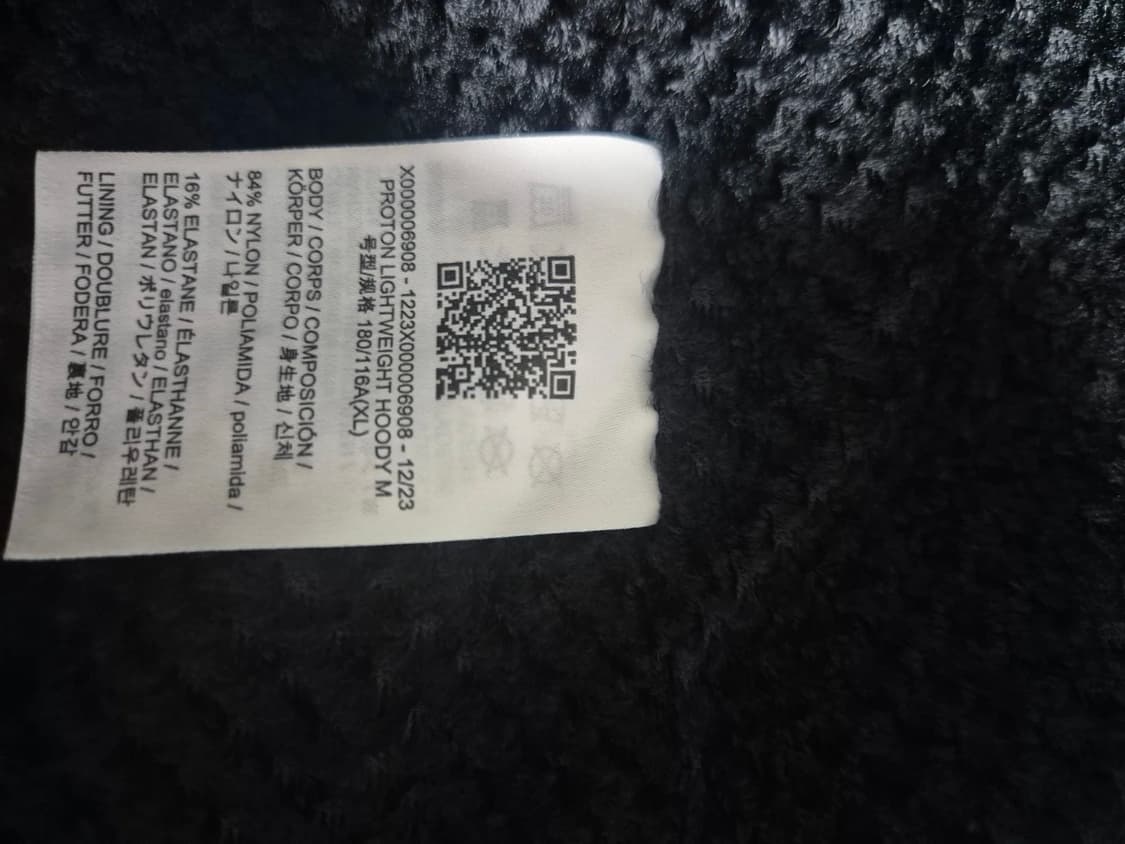 X000006908 - 1223X000006908 - 12/23
PROTON LIGHTWEIGHT HOODY M
号型/规格 180/116A(XL)
BODY / CORPS / COMPOSICIÓN /
KÖRPER / CORPO / 身生地 / 신체
84% NYLON / POLIAMIDA / poliamida /
ナイロン / 나일론
16% ELASTANE / ÉLASTHANNE /
ELASTANO / elastano / ELASTHAN /
ELASTAN / ポリウレタン / 폴리우레탄
LINING / DOUBLURE / FORRO /
FUTTER / FODERA / 裏地 / 안감